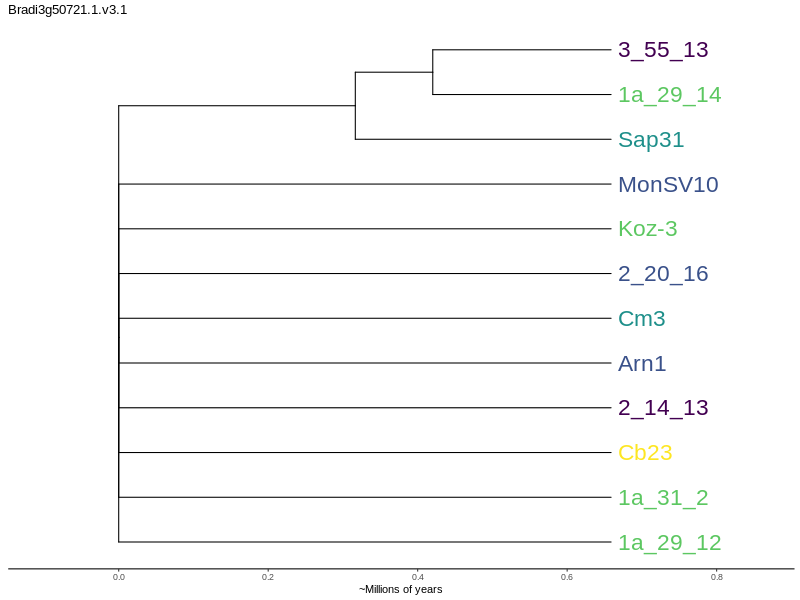 Bradi3g50721.1.v3.1
3_55_13
1a_29_14
Sap31
MonSV10
Koz-3
2_20_16
Cm3
Arn1
2_14_13
Cb23
1a_31_2
1a_29_12
0.0 0.2 0.4 0.6 0.8
~Millions of years